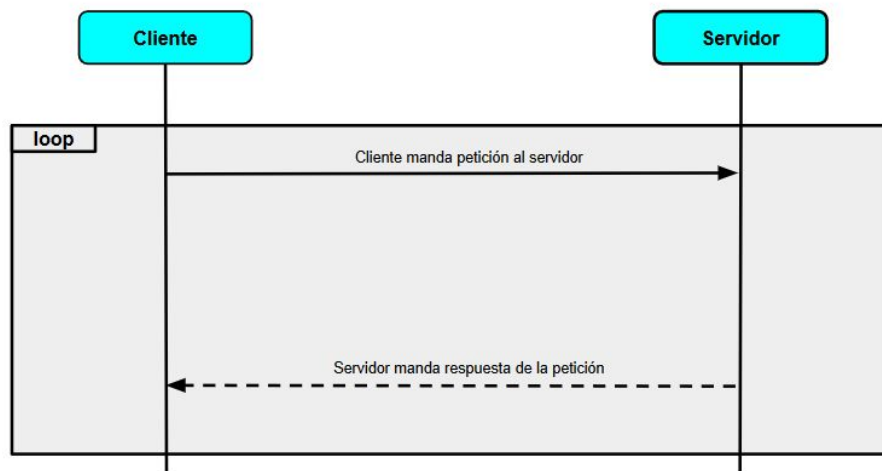 Cliente
Servidor
loop
Cliente manda petición al servidor
Servidor manda respuesta de la petición